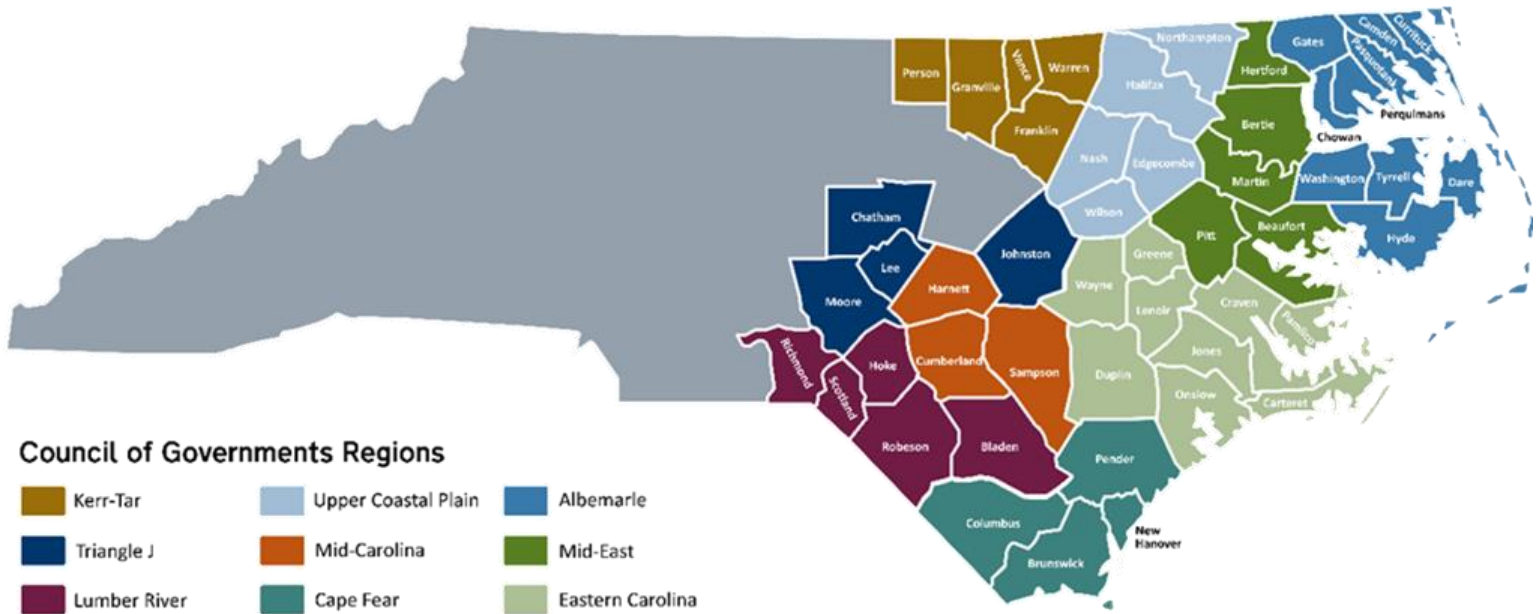 Northampton
Camden
Currituck
Pasquotank
Gates
Person
Granville
Vance
Warren
Halifax
Hertford
Perquimans
Franklin
Bertie
Chowan
Nash
Edgecombe
Martin
Washington
Tyrrell
Dare
Chatham
Wilson
Pitt
Beaufort
Hyde
Lee
Johnston
Greene
Moore
Harnett
Wayne
Lenoir
Craven
Pamlico
Richmond
Hoke
Cumberland
Sampson
Duplin
Jones
Scotland
Onslow
Carteret
Robeson
Bladen
Pender
Columbus
New
Hanover
Brunswick
Council of Governments Regions
Kerr-Tar
Upper Coastal Plain
Albemarle
Triangle J
Mid-Carolina
Mid-East
Lumber River
Cape Fear
Eastern Carolina